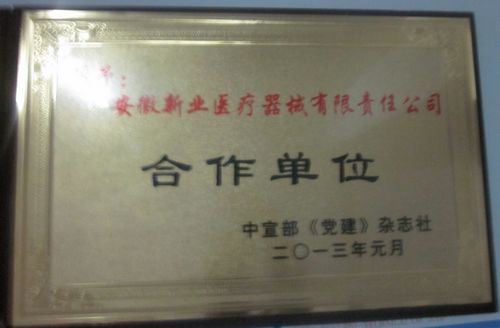 安徽新业医疗器械有限责任公司
合作单位
中宣部《党建》杂志社
二〇一三年元月